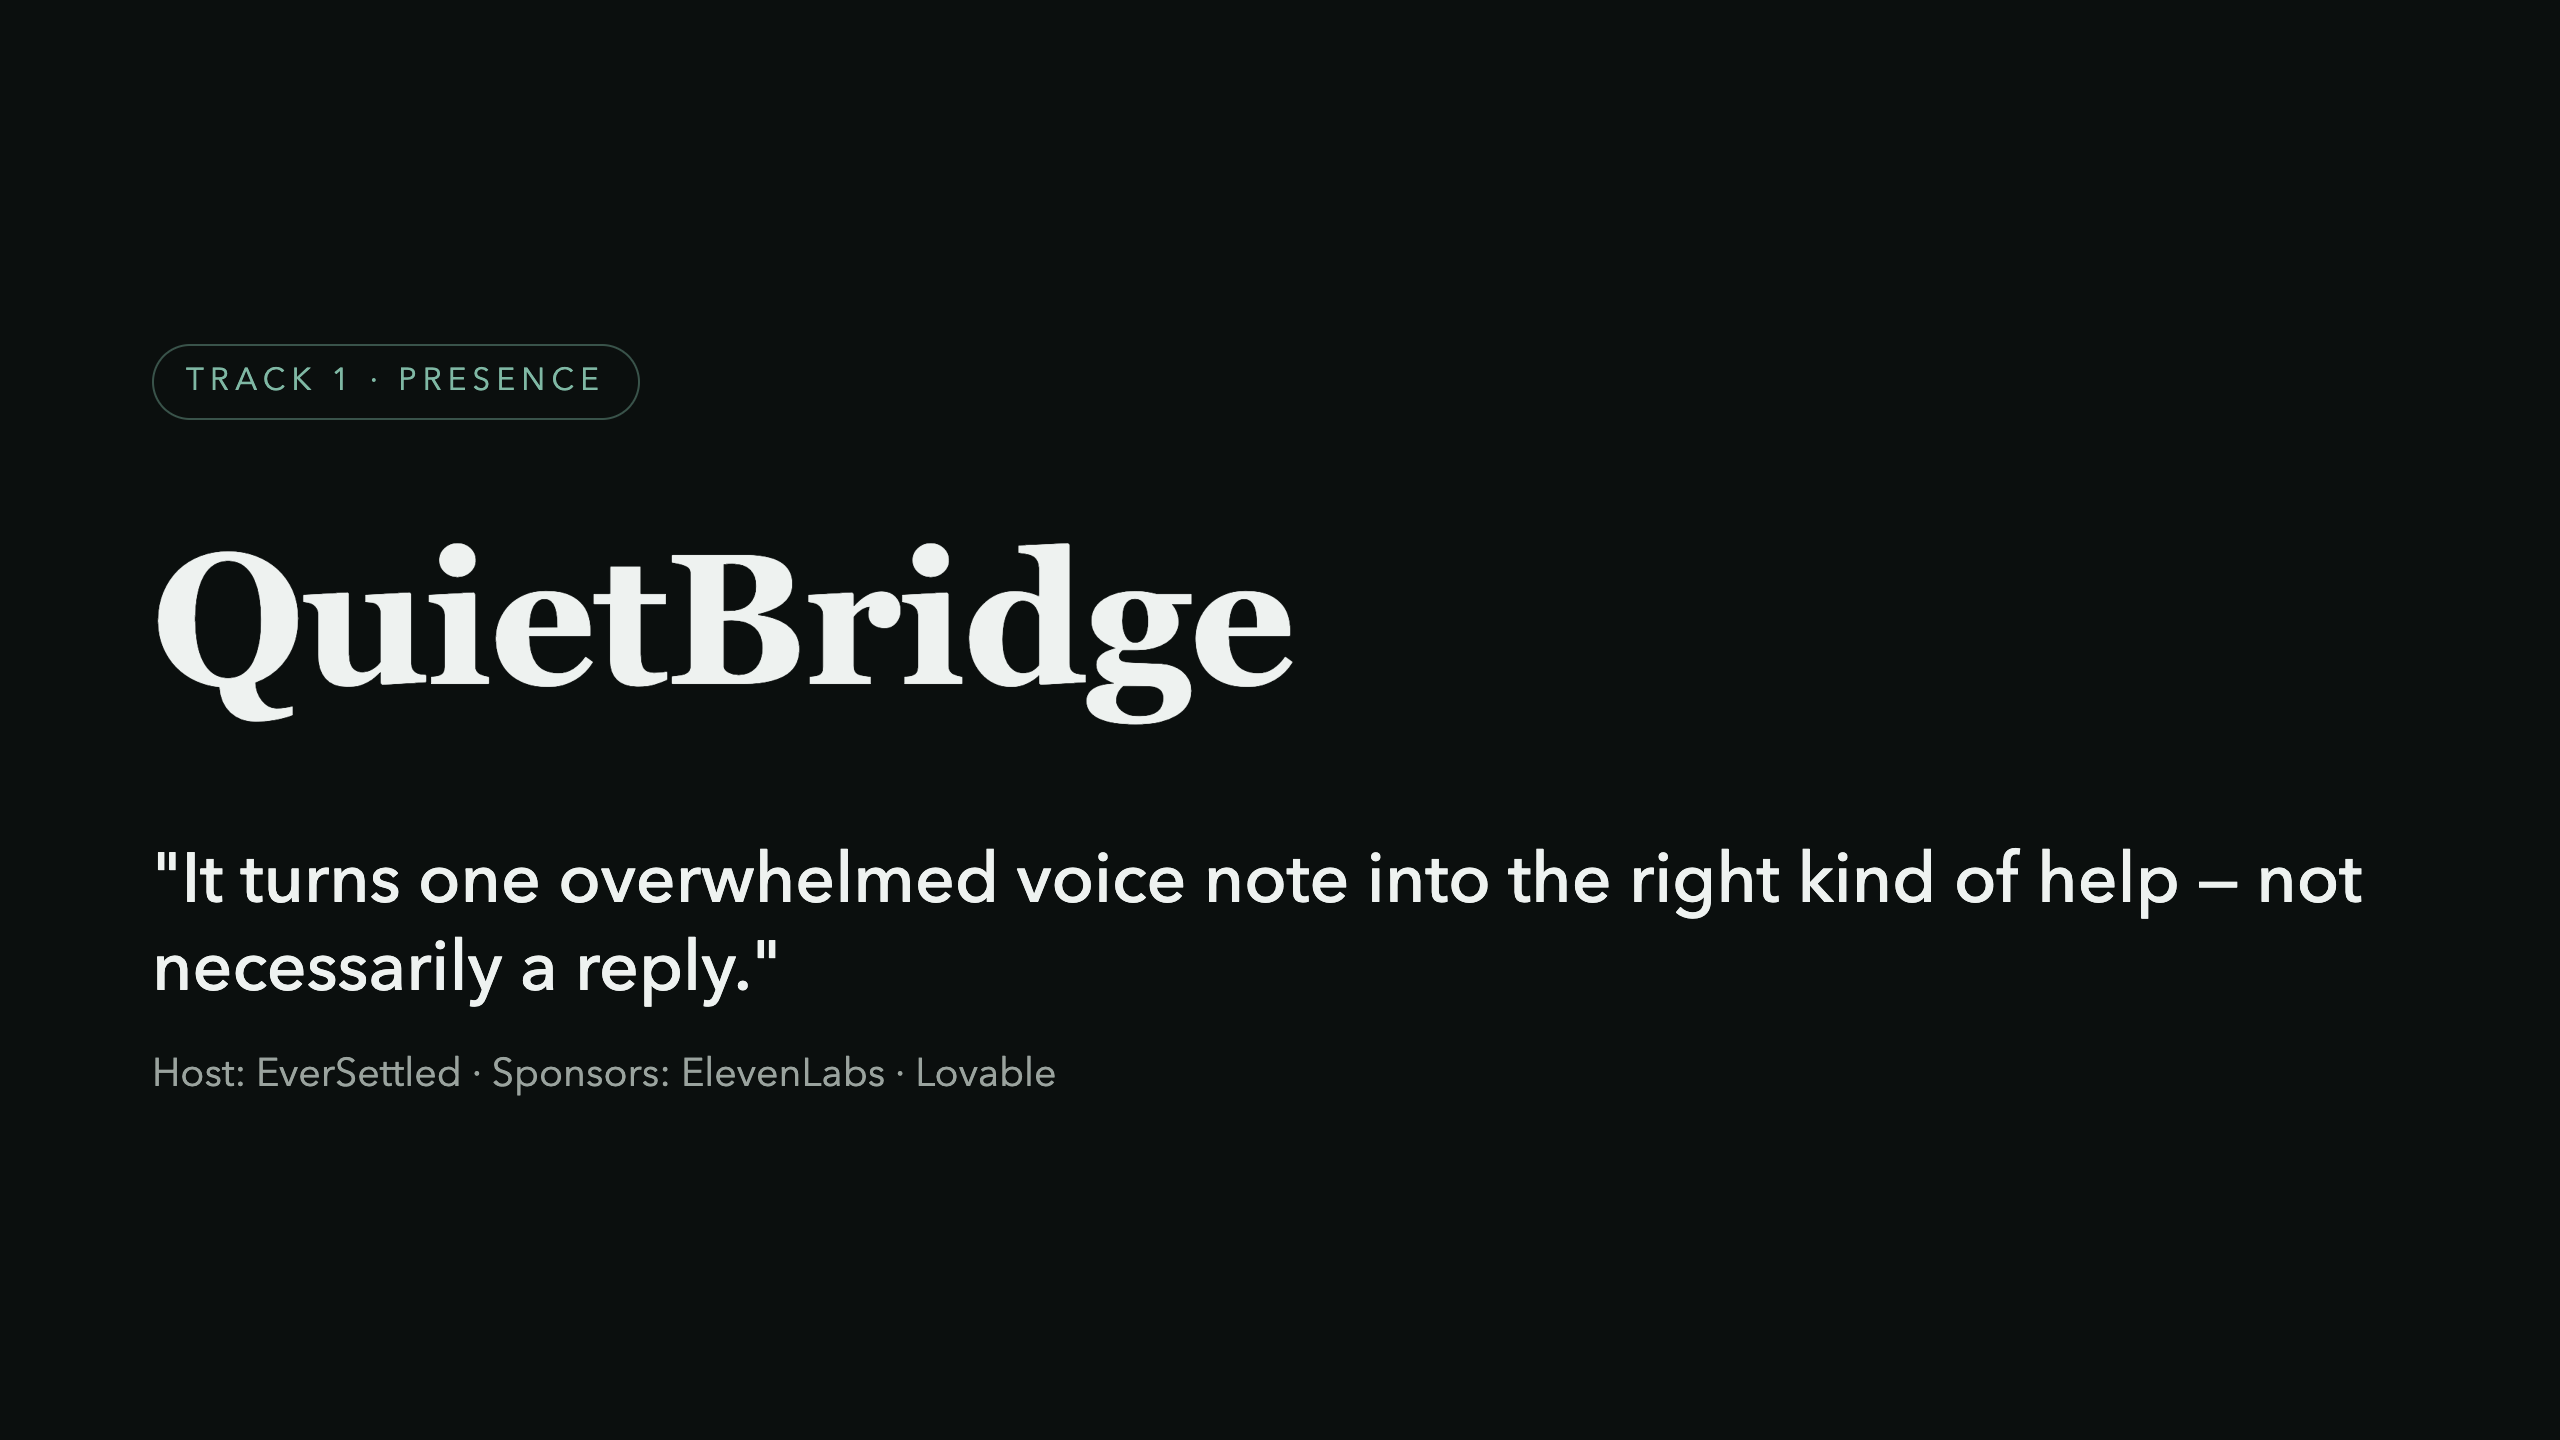 TRACK 1 · PRESENCE
QuietBridge
"It turns one overwhelmed voice note into the right kind of help – not
necessarily a reply."
Host: EverSettled · Sponsors: ElevenLabs · Lovable